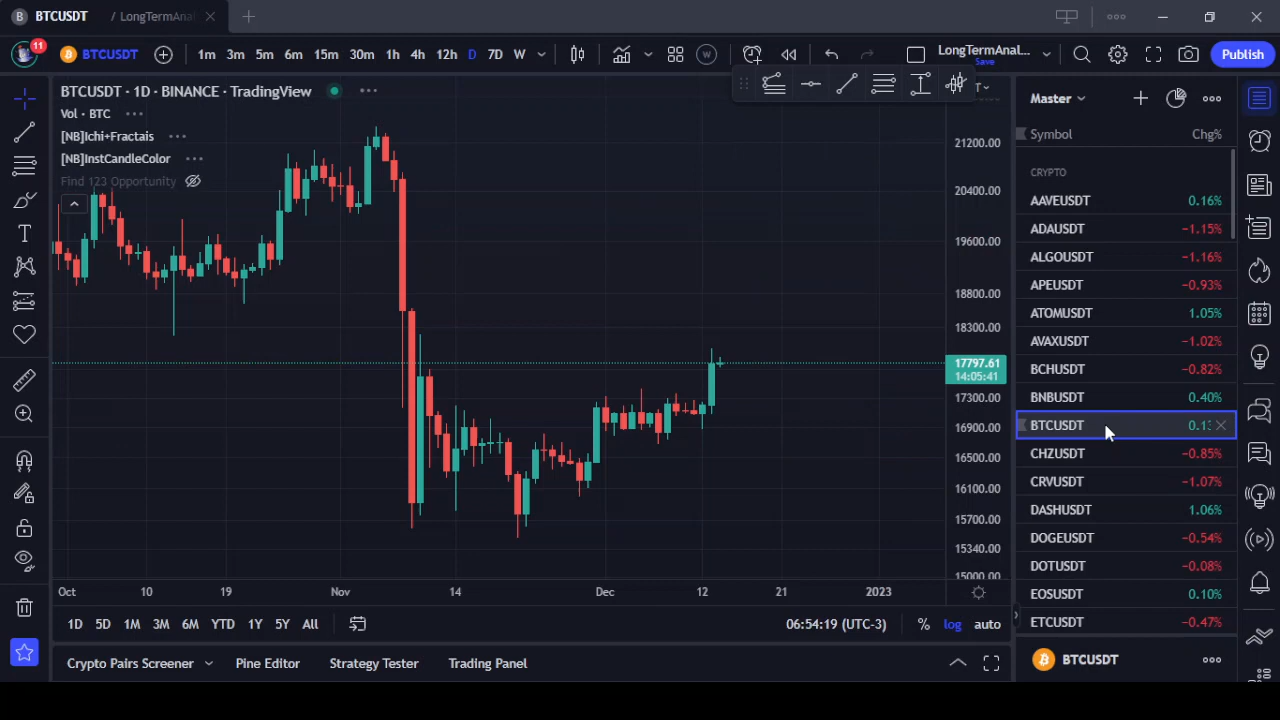 B BTCUSDT / LongTermAnal
11 BTCUSDT 1m 3m 5m 6m 15m 30m 1h 4h 12h D 7D W W LongTermAnal... Save Publish
BTCUSDT · 1D · BINANCE · TradingView
Vol · BTC
[NB]Ichi+Fractais
[NB]InstCandleColor
Find 123 Opportunity
T
21200.00
20400.00
19600.00
18800.00
18300.00
17797.61
14:05:41
17300.00
16900.00
16500.00
16100.00
15700.00
15340.00
15000.00
Oct 10 19 Nov 14 Dec 12 21 2023
1D 5D 1M 3M 6M YTD 1Y 5Y All 06:54:19 (UTC-3) % log auto
Crypto Pairs Screener Pine Editor Strategy Tester Trading Panel
Master
Symbol Chg%
CRYPTO
AAVEUSDT 0.16%
ADAUSDT −1.15%
ALGOUSDT −1.16%
APEUSDT −0.93%
ATOMUSDT 1.05%
AVAXUSDT −1.02%
BCHUSDT −0.82%
BNBUSDT 0.40%
BTCUSDT 0.13
CHZUSDT −0.85%
CRVUSDT −1.07%
DASHUSDT 1.06%
DOGEUSDT −0.54%
DOTUSDT −0.08%
EOSUSDT 0.10%
ETCUSDT −0.47%
BTCUSDT